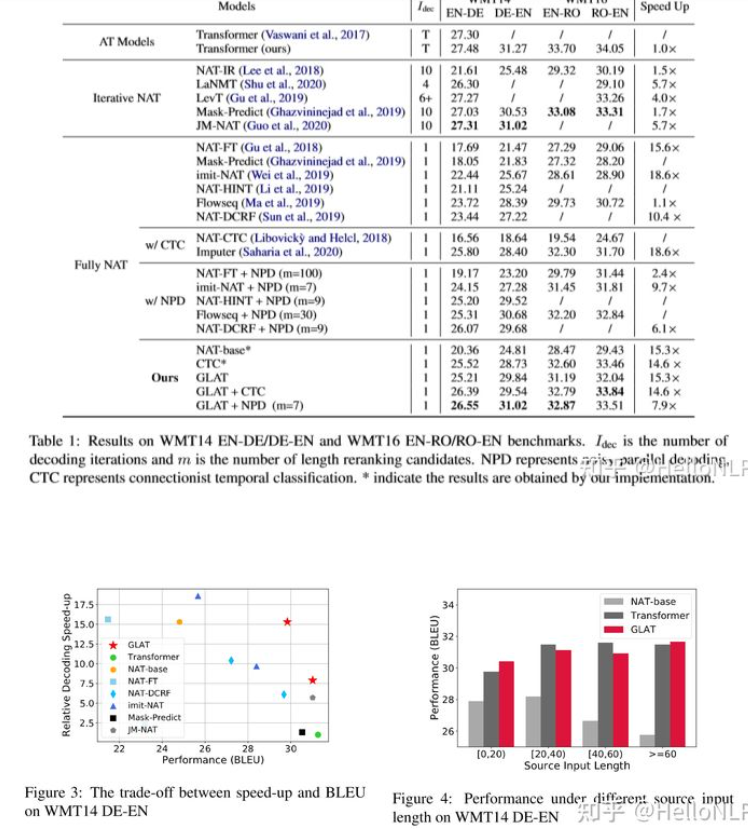 Models I_dec EN-DE DE-EN EN-RO RO-EN Speed Up
AT Models
Transformer (Vaswani et al., 2017) T 27.30 / / / /
Transformer (ours) T 27.48 31.27 33.70 34.05 1.0×
Iterative NAT
NAT-IR (Lee et al., 2018) 10 21.61 25.48 29.32 30.19 1.5×
LaNMT (Shu et al., 2020) 4 26.30 / / 29.10 5.7×
LevT (Gu et al., 2019) 6+ 27.27 / / 33.26 4.0×
Mask-Predict (Ghazvininejad et al., 2019) 10 27.03 30.53 33.08 33.31 1.7×
JM-NAT (Guo et al., 2020) 10 27.31 31.02 / / 5.7×
Fully NAT
NAT-FT (Gu et al., 2018) 1 17.69 21.47 27.29 29.06 15.6×
Mask-Predict (Ghazvininejad et al., 2019) 1 18.05 21.83 27.32 28.20 /
imit-NAT (Wei et al., 2019) 1 22.44 25.67 28.61 28.90 18.6×
NAT-HINT (Li et al., 2019) 1 21.11 25.24 / / /
Flowseq (Ma et al., 2019) 1 23.72 28.39 29.73 30.72 1.1×
NAT-DCRF (Sun et al., 2019) 1 23.44 27.22 / / 10.4 ×
w/ CTC
NAT-CTC (Libovický and Helcl, 2018) 1 16.56 18.64 19.54 24.67 /
Imputer (Saharia et al., 2020) 1 25.80 28.40 32.30 31.70 18.6×
w/ NPD
NAT-FT + NPD (m=100) 1 19.17 23.20 29.79 31.44 2.4×
imit-NAT + NPD (m=7) 1 24.15 27.28 31.45 31.81 9.7×
NAT-HINT + NPD (m=9) 1 25.20 29.52 / / /
Flowseq + NPD (m=30) 1 25.31 30.68 32.20 32.84 /
NAT-DCRF + NPD (m=9) 1 26.07 29.68 / / 6.1×
Ours
NAT-base* 1 20.36 24.81 28.47 29.43 15.3×
CTC* 1 25.52 28.73 32.60 33.46 14.6 ×
GLAT 1 25.21 29.84 31.19 32.04 15.3×
GLAT + CTC 1 26.39 29.54 32.79 33.84 14.6 ×
GLAT + NPD (m=7) 1 26.55 31.02 32.87 33.51 7.9×
Table 1: Results on WMT14 EN-DE/DE-EN and WMT16 EN-RO/RO-EN benchmarks. I_dec is the number of
decoding iterations and m is the number of length reranking candidates. NPD represents noisy parallel decoding,
CTC represents connectionist temporal classification. * indicate the results are obtained by our implementation.
知乎 @HelloNLP
Relative Decoding Speed-up
17.5
15.0
12.5
10.0
7.5
5.0
2.5
GLAT
Transformer
NAT-base
NAT-FT
NAT-DCRF
imit-NAT
Mask-Predict
JM-NAT
22 24 26 28 30
Performance (BLEU)
Figure 3: The trade-off between speed-up and BLEU
on WMT14 DE-EN
Performance (BLEU)
34
32
30
28
26
NAT-base
Transformer
GLAT
[0,20) [20,40) [40,60) >=60
Source Input Length
Figure 4: Performance under different source input
length on WMT14 DE-EN
知乎 @HelloNLP